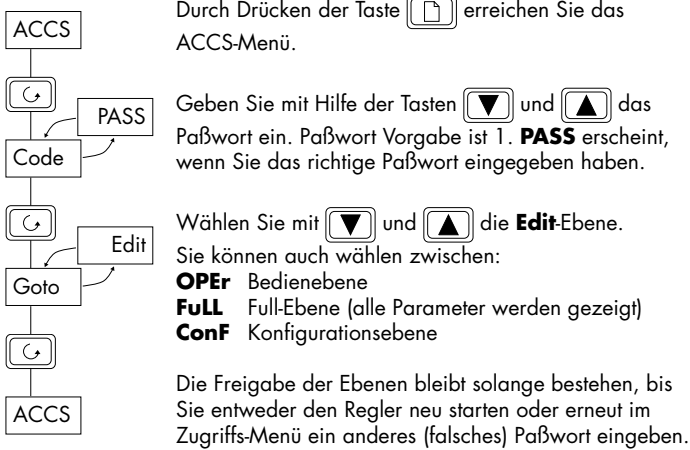 ACCS
Durch Drücken der Taste erreichen Sie das
ACCS-Menü.
PASS
Code
Geben Sie mit Hilfe der Tasten ▼ und ▲ das
Paßwort ein. Paßwort Vorgabe ist 1. PASS erscheint,
wenn Sie das richtige Paßwort eingegeben haben.
Edit
Goto
Wählen Sie mit ▼ und ▲ die Edit-Ebene.
Sie können auch wählen zwischen:
OPEr Bedienebene
FuLL Full-Ebene (alle Parameter werden gezeigt)
ConF Konfigurationsebene
ACCS
Die Freigabe der Ebenen bleibt solange bestehen, bis
Sie entweder den Regler neu starten oder erneut im
Zugriffs-Menü ein anderes (falsches) Paßwort eingeben.